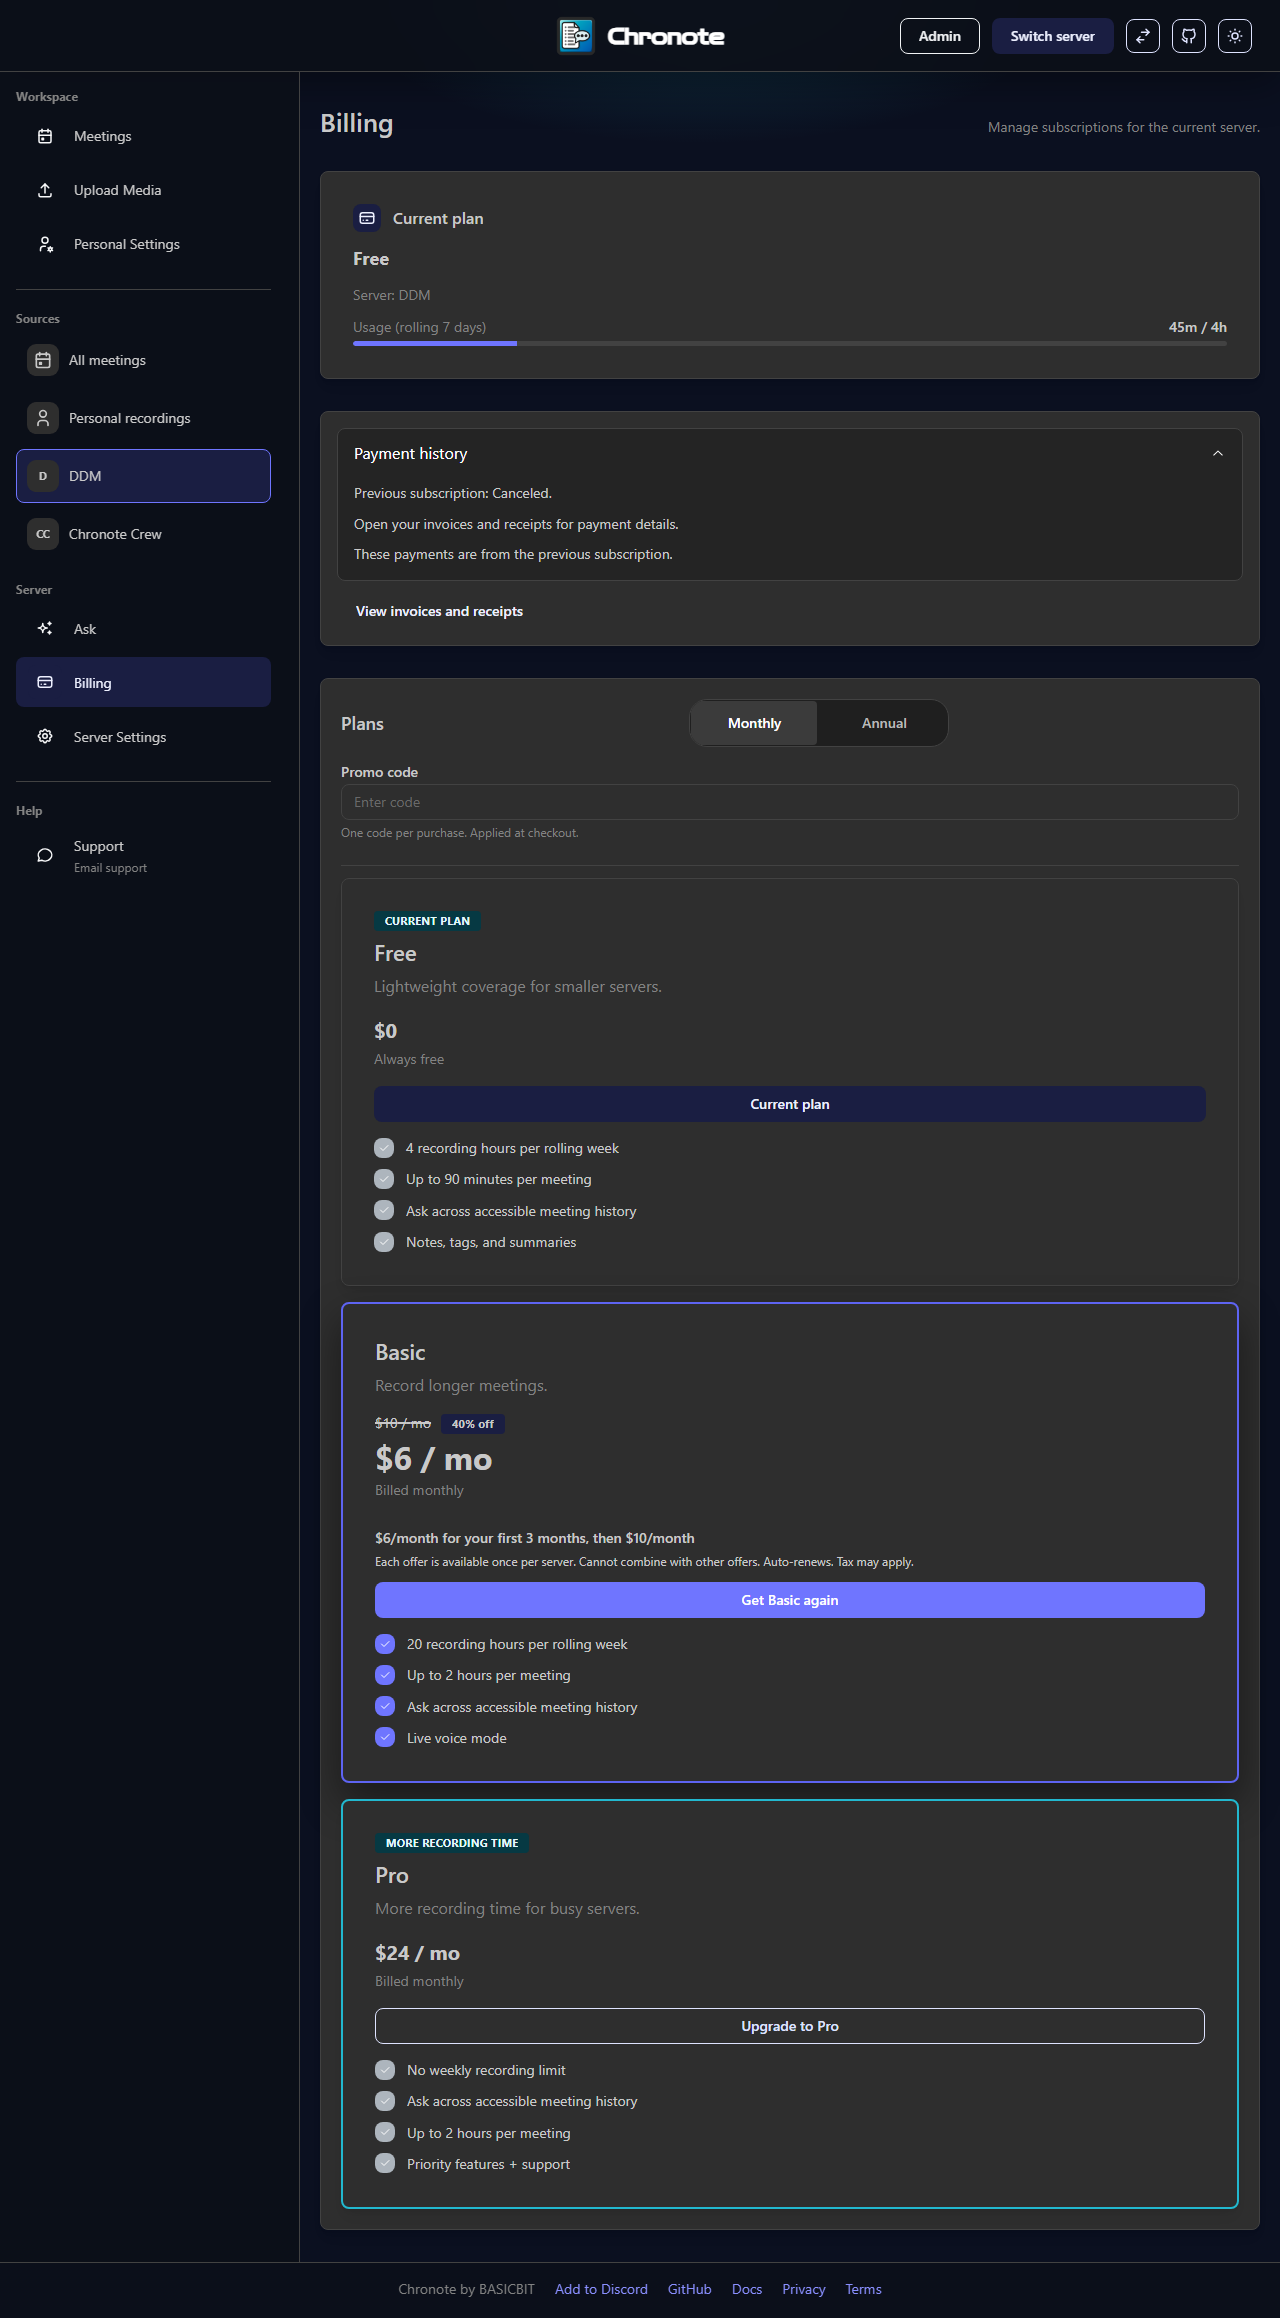 Chronote
Admin
Switch server
Workspace
Meetings
Upload Media
Personal Settings
Sources
All meetings
Personal recordings
D
DDM
CC
Chronote Crew
Server
Ask
Billing
Server Settings
Help
Support
Email support
Billing
Manage subscriptions for the current server.
Current plan
Free
Server: DDM
Usage (rolling 7 days)
45m / 4h
Payment history
Previous subscription: Canceled.
Open your invoices and receipts for payment details.
These payments are from the previous subscription.
View invoices and receipts
Plans
Monthly
Annual
Promo code
Enter code
One code per purchase. Applied at checkout.
CURRENT PLAN
Free
Lightweight coverage for smaller servers.
$0
Always free
Current plan
4 recording hours per rolling week
Up to 90 minutes per meeting
Ask across accessible meeting history
Notes, tags, and summaries
Basic
Record longer meetings.
$10 / mo
40% off
$6 / mo
Billed monthly
$6/month for your first 3 months, then $10/month
Each offer is available once per server. Cannot combine with other offers. Auto-renews. Tax may apply.
Get Basic again
20 recording hours per rolling week
Up to 2 hours per meeting
Ask across accessible meeting history
Live voice mode
MORE RECORDING TIME
Pro
More recording time for busy servers.
$24 / mo
Billed monthly
Upgrade to Pro
No weekly recording limit
Ask across accessible meeting history
Up to 2 hours per meeting
Priority features + support
Chronote by BASICBIT
Add to Discord
GitHub
Docs
Privacy
Terms